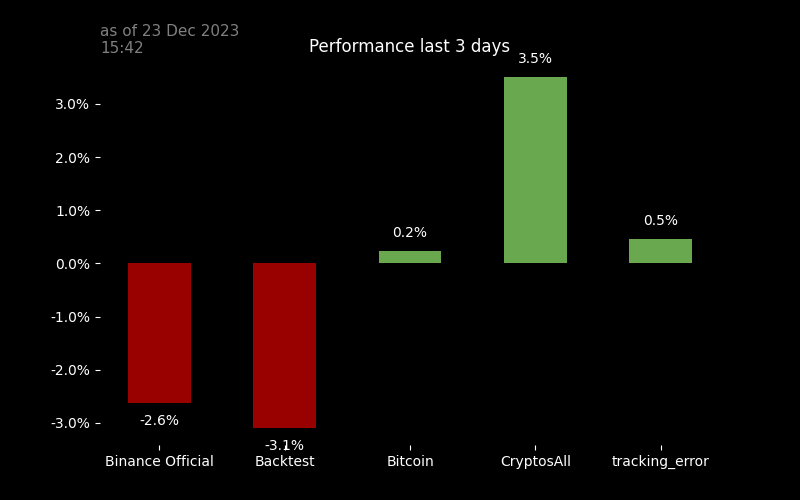 as of 23 Dec 2023
15:42
Performance last 3 days
3.5%
3.0%
2.0%
1.0%
0.5%
0.2%
0.0%
-1.0%
-2.0%
-2.6%
-3.0%
-3.1%
Binance Official
Backtest
Bitcoin
CryptosAll
tracking_error